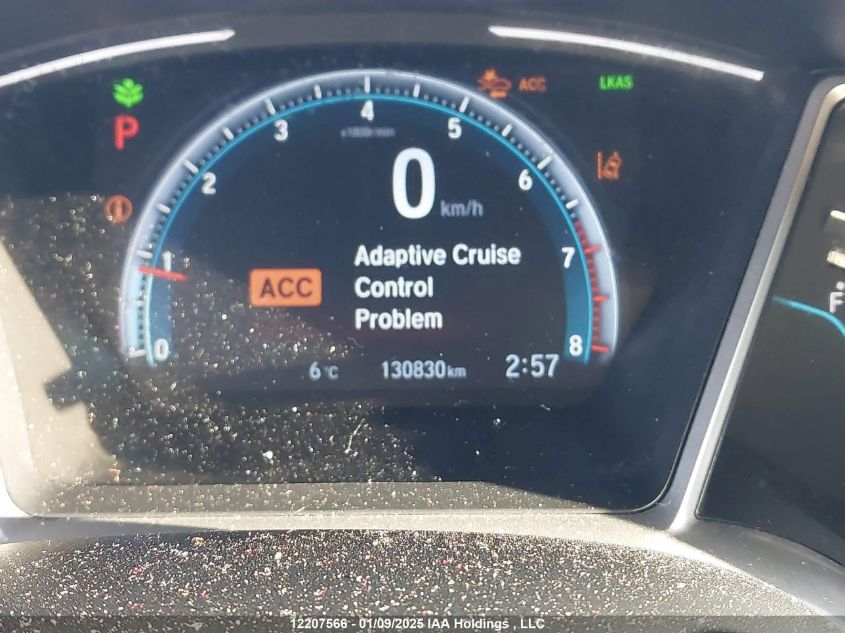 ACC
LKAS
P
0
1
2
3
4
5
6
7
8
x1000r/min
0
km/h
ACC
Adaptive Cruise
Control
Problem
6°C
130830km
2:57
F
12207566 - 01/09/2025 IAA Holdings , LLC